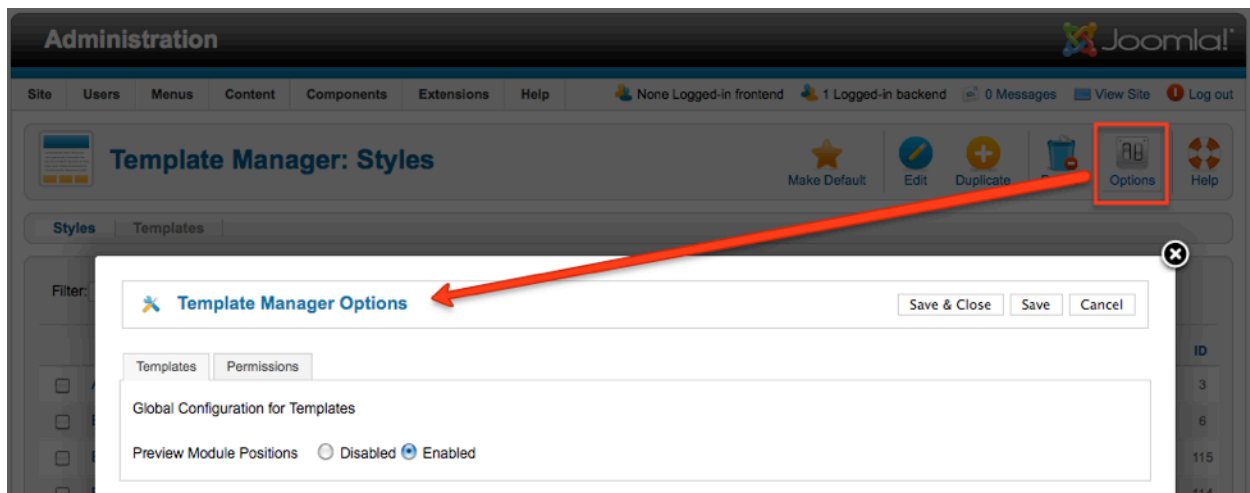 Administration
Joomla!
Site Users Menus Content Components Extensions Help None Logged-in frontend 1 Logged-in backend 0 Messages View Site Log out
Template Manager: Styles
Make Default Edit Duplicate Options Help
Styles Templates
Filter:
Template Manager Options Save & Close Save Cancel
ID
Templates Permissions
3
Global Configuration for Templates
6
Preview Module Positions Disabled Enabled
115